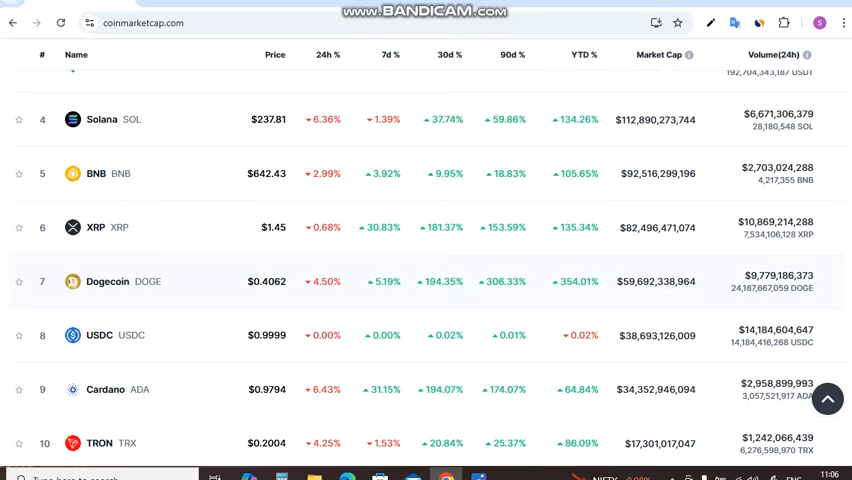 www.BANDICAM.com
coinmarketcap.com
S
# Name Price 24h % 7d % 30d % 90d % YTD % Market Cap Volume(24h)
192,704,343,187 USDT
4 Solana SOL $237.81 6.36% 1.39% 37.74% 59.86% 134.26% $112,890,273,744 $6,671,306,379
28,180,548 SOL
5 BNB BNB $642.43 2.99% 3.92% 9.95% 18.83% 105.65% $92,516,299,196 $2,703,024,288
4,217,355 BNB
6 XRP XRP $1.45 0.68% 30.83% 181.37% 153.59% 135.34% $82,496,471,074 $10,869,214,288
7,534,106,128 XRP
7 Dogecoin DOGE $0.4062 4.50% 5.19% 194.35% 306.33% 354.01% $59,692,338,964 $9,779,186,373
24,187,667,059 DOGE
8 USDC USDC $0.9999 0.00% 0.00% 0.02% 0.01% 0.02% $38,693,126,009 $14,184,604,647
14,184,416,268 USDC
9 Cardano ADA $0.9794 6.43% 31.15% 194.07% 174.07% 64.84% $34,352,946,094 $2,958,899,993
3,057,521,917 ADA
10 TRON TRX $0.2004 4.25% 1.53% 20.84% 25.37% 86.09% $17,301,017,047 $1,242,066,439
6,276,598,970 TRX
Type here to search NIFTY ENG 11:06